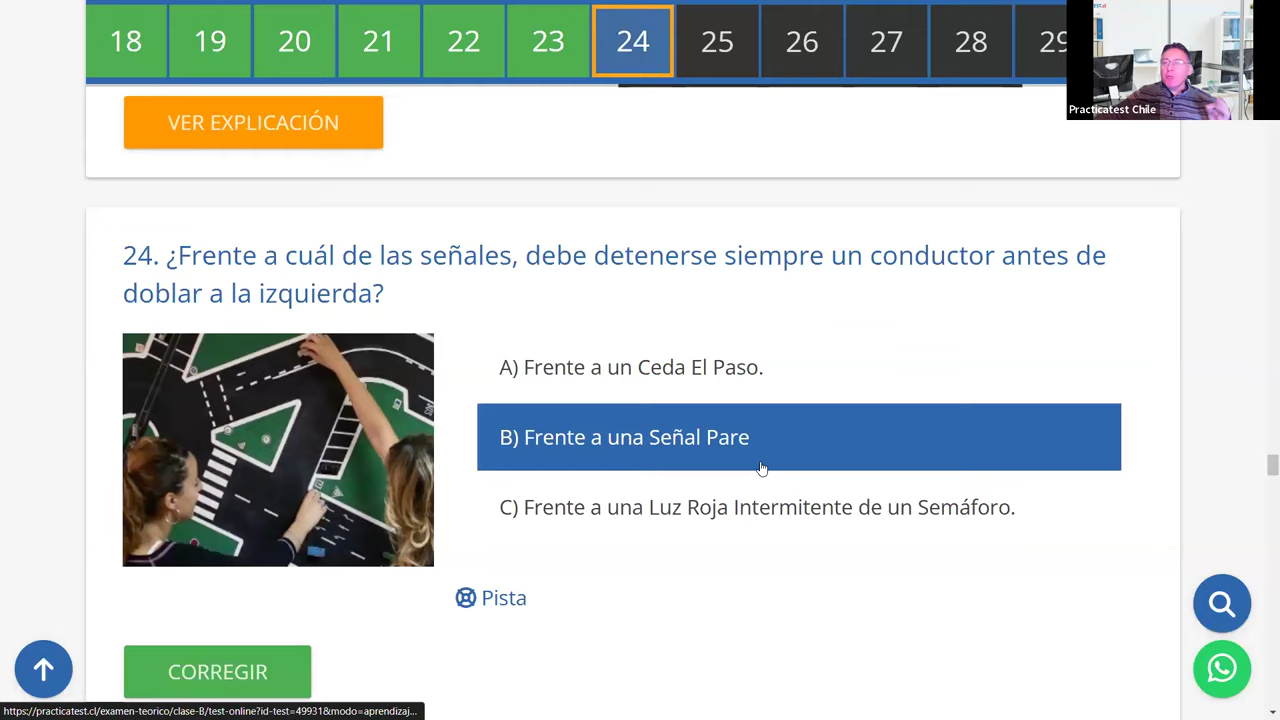 18 19 20 21 22 23 24 25 26 27 28 29
Practicatest Chile
VER EXPLICACIÓN
24. ¿Frente a cuál de las señales, debe detenerse siempre un conductor antes de
doblar a la izquierda?
A) Frente a un Ceda El Paso.
B) Frente a una Señal Pare
C) Frente a una Luz Roja Intermitente de un Semáforo.
Pista
CORREGIR
https://practicatest.cl/examen-teorico/clase-B/test-online?id-test=49931&modo=aprendizaj...